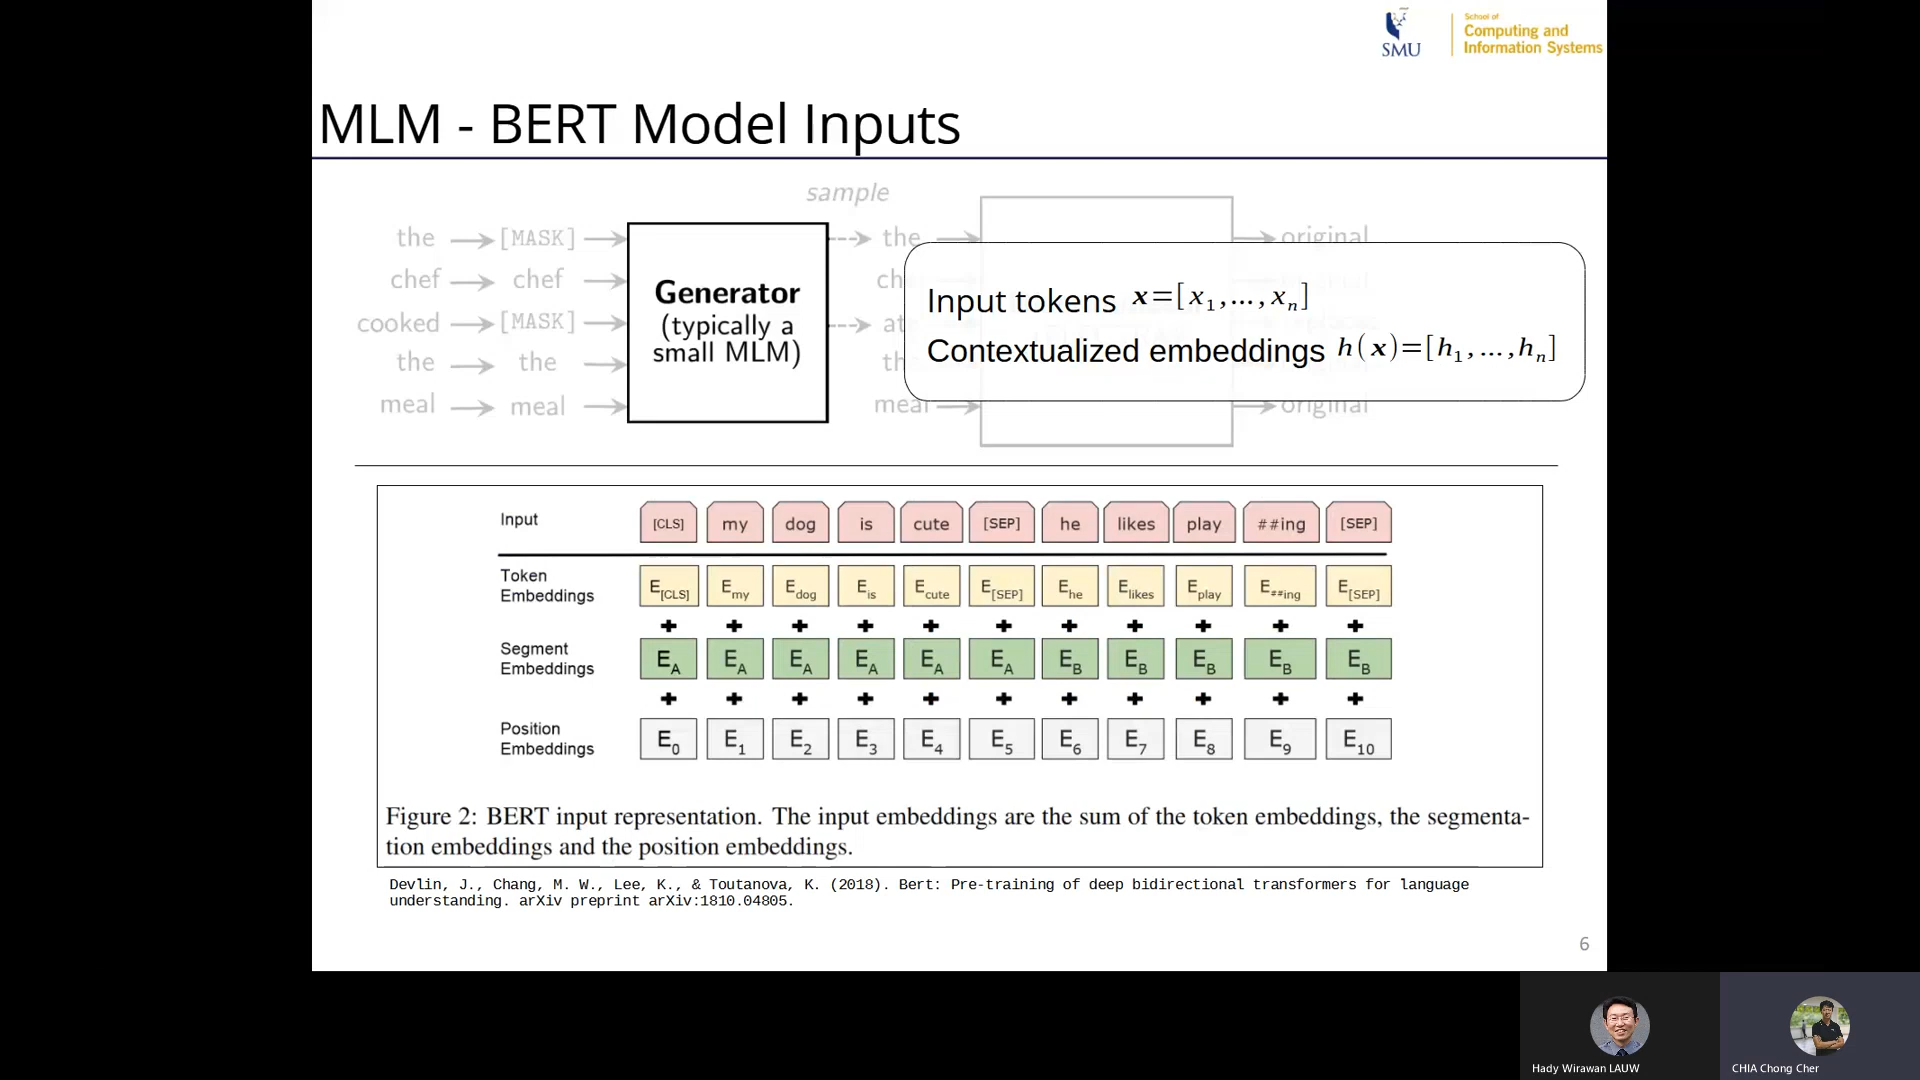 School of
Computing and
Information Systems
SMU
MLM - BERT Model Inputs
sample
the [MASK] the original
chef chef
cooked [MASK]
the the
meal meal meal original
Generator
(typically a
small MLM)
Input tokens x=[x1,…,xn]
Contextualized embeddings h(x)=[h1,…,hn]
Input [CLS] my dog is cute [SEP] he likes play ##ing [SEP]
Token
Embeddings E[CLS] Emy Edog Eis Ecute E[SEP] Ehe Elikes Eplay E##ing E[SEP]
+ + + + + + + + + + +
Segment
Embeddings EA EA EA EA EA EA EB EB EB EB EB
+ + + + + + + + + + +
Position
Embeddings E0 E1 E2 E3 E4 E5 E6 E7 E8 E9 E10
Figure 2: BERT input representation. The input embeddings are the sum of the token embeddings, the segmenta-
tion embeddings and the position embeddings.
Devlin, J., Chang, M. W., Lee, K., & Toutanova, K. (2018). Bert: Pre-training of deep bidirectional transformers for language
understanding. arXiv preprint arXiv:1810.04805.
6
Hady Wirawan LAUW
CHIA Chong Cher